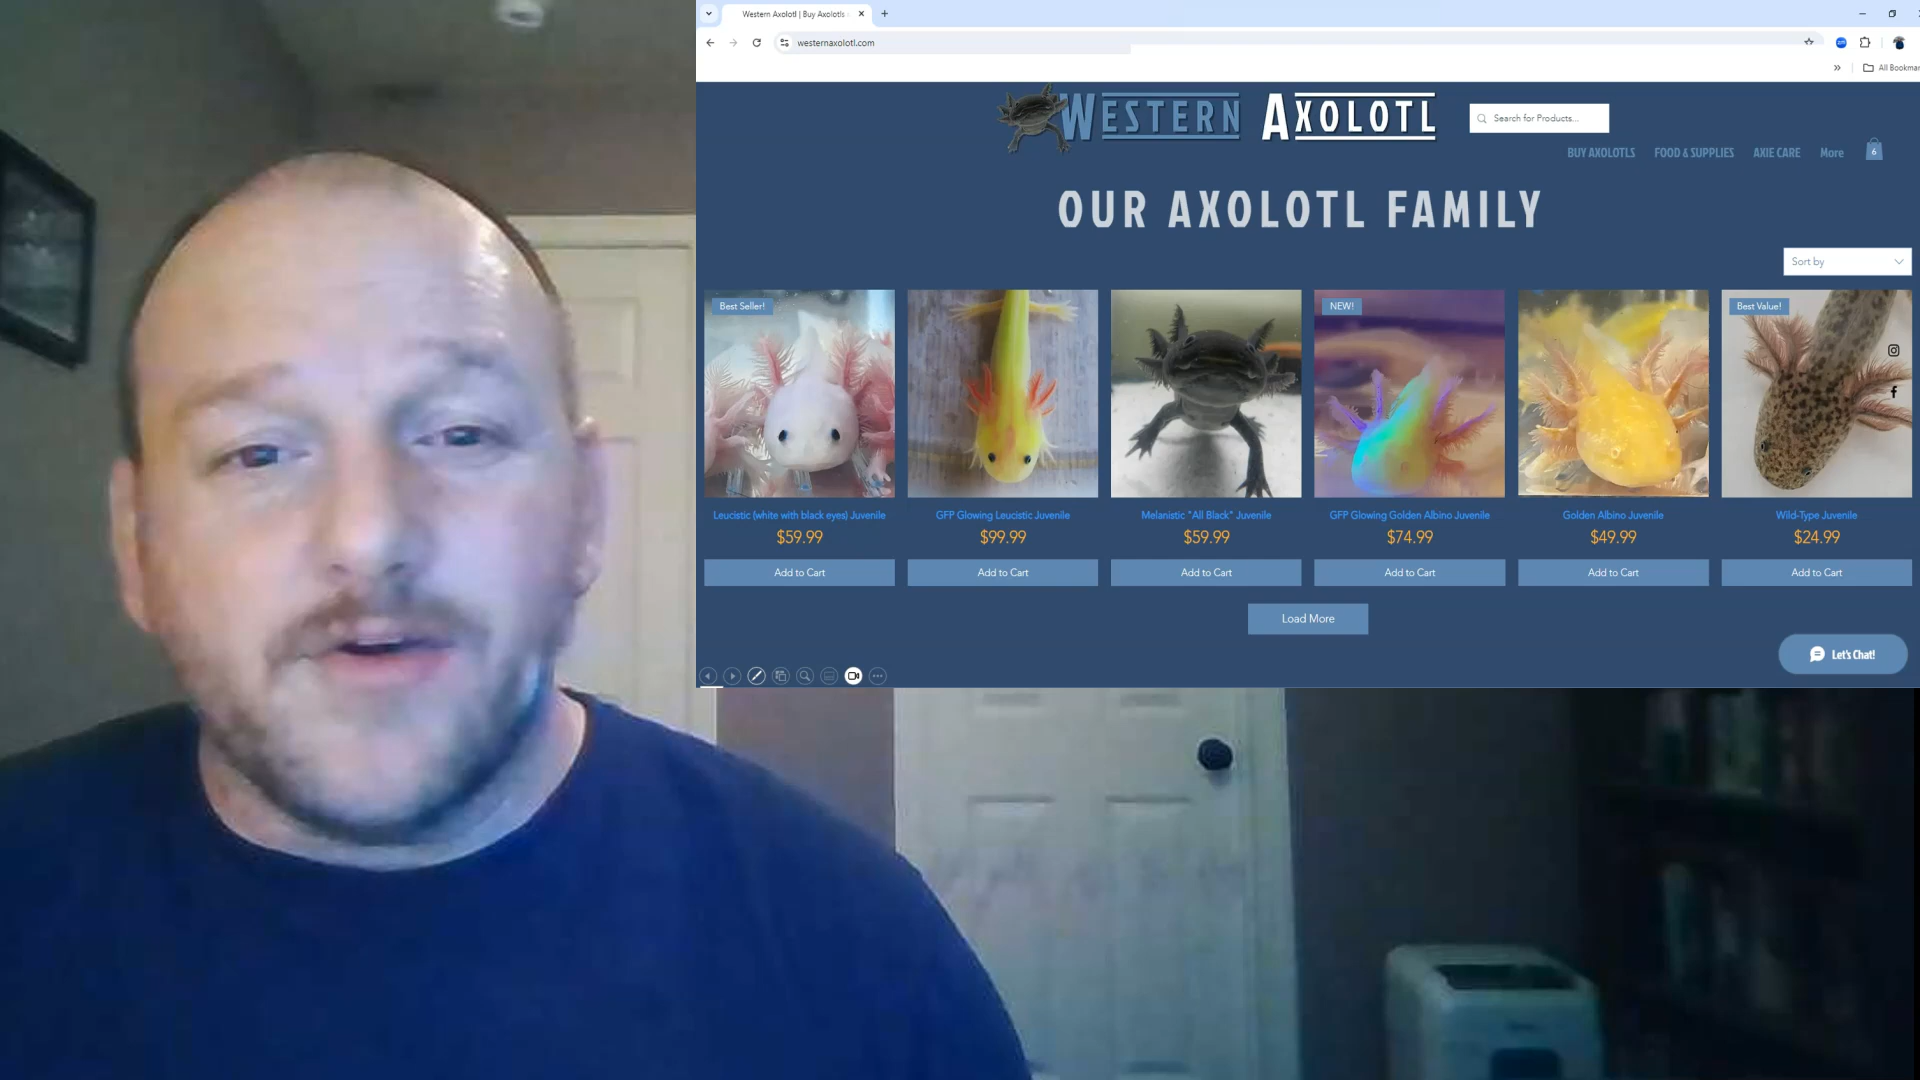 Western Axolotl | Buy Axolotls
westernaxolotl.com
All Bookmar
WESTERN AXOLOTL
Search for Products...
BUY AXOLOTLS FOOD & SUPPLIES AXIE CARE More 6
OUR AXOLOTL FAMILY
Sort by
Best Seller!
NEW!
Best Value!
Leucistic (white with black eyes) Juvenile
$59.99
Add to Cart
GFP Glowing Leucistic Juvenile
$99.99
Add to Cart
Melanistic "All Black" Juvenile
$59.99
Add to Cart
GFP Glowing Golden Albino Juvenile
$74.99
Add to Cart
Golden Albino Juvenile
$49.99
Add to Cart
Wild-Type Juvenile
$24.99
Add to Cart
Load More
Let's Chat!